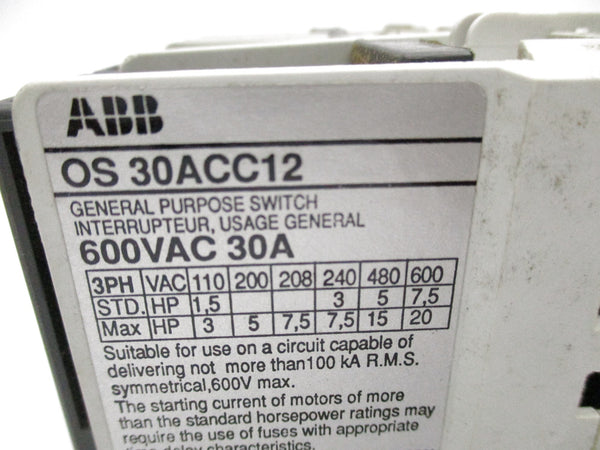 ABB
OS 30ACC12
GENERAL PURPOSE SWITCH
INTERRUPTEUR, USAGE GENERAL
600VAC 30A
3PH VAC 110 200 208 240 480 600
STD. HP 1,5 3 5 7,5
Max HP 3 5 7,5 7,5 15 20
Suitable for use on a circuit capable of
delivering not more than100 kA R.M.S.
symmetrical,600V max.
The starting current of motors of more
than the standard horsepower ratings may
require the use of fuses with appropriate
time delay characteristics.